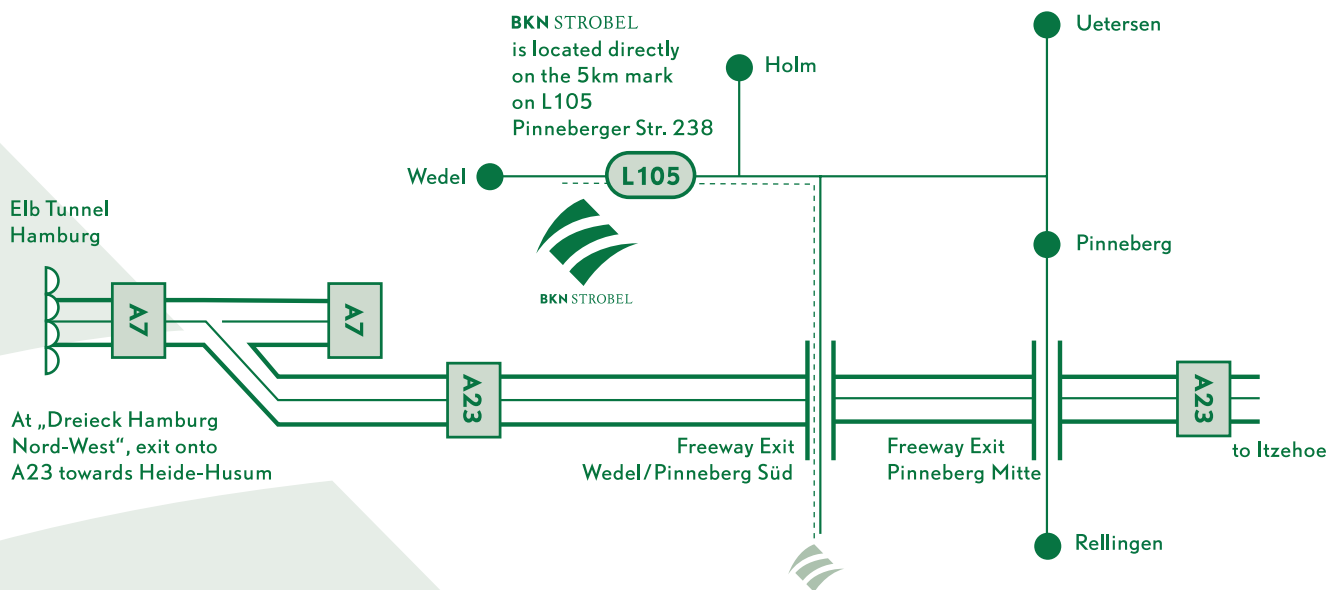 BKN STROBEL
is located directly
on the 5km mark
on L105
Pinneberger Str. 238
Uetersen
Holm
Wedel
L105
Elb Tunnel
Hamburg
Pinneberg
BKN STROBEL
A7
A7
A23
A23
At „Dreieck Hamburg
Nord-West“, exit onto
A23 towards Heide-Husum
Freeway Exit
Wedel/Pinneberg Süd
Freeway Exit
Pinneberg Mitte
to Itzehoe
Rellingen